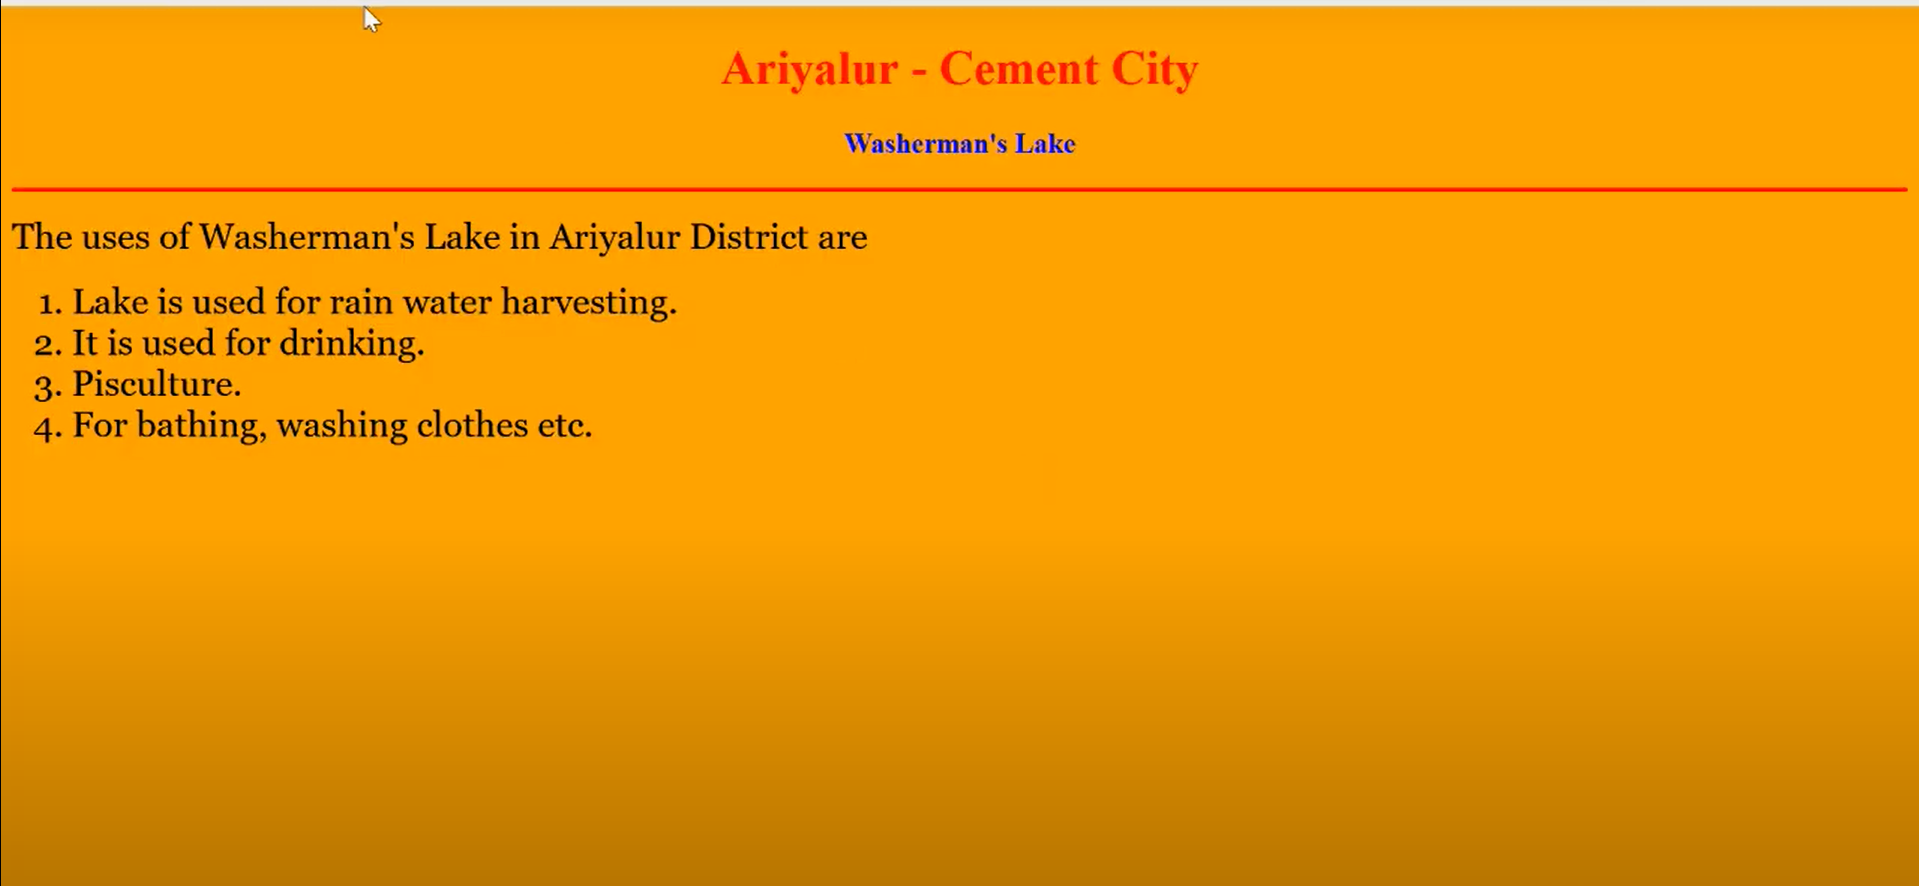 Ariyalur - Cement City
Washerman's Lake
The uses of Washerman's Lake in Ariyalur District are
1. Lake is used for rain water harvesting.
2. It is used for drinking.
3. Pisculture.
4. For bathing, washing clothes etc.